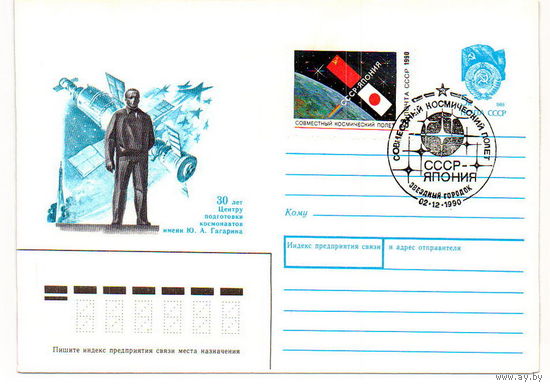 СССР-ЯПОНИЯ
СОВМЕСТНЫЙ КОСМИЧЕСКИЙ ПОЛЕТ
ПОЧТА СССР 1990
СССР
СОВМЕСТНЫЙ КОСМИЧЕСКИЙ ПОЛЕТ
СССР-
ЯПОНИЯ
ЗВЕЗДНЫЙ ГОРОДОК
02-12-1990
30 лет
Центру
подготовки
космонавтов
имени Ю. А. Гагарина
Кому
Индекс предприятия связи и адрес отправителя
Пишите индекс предприятия связи места назначения
www.ay.by